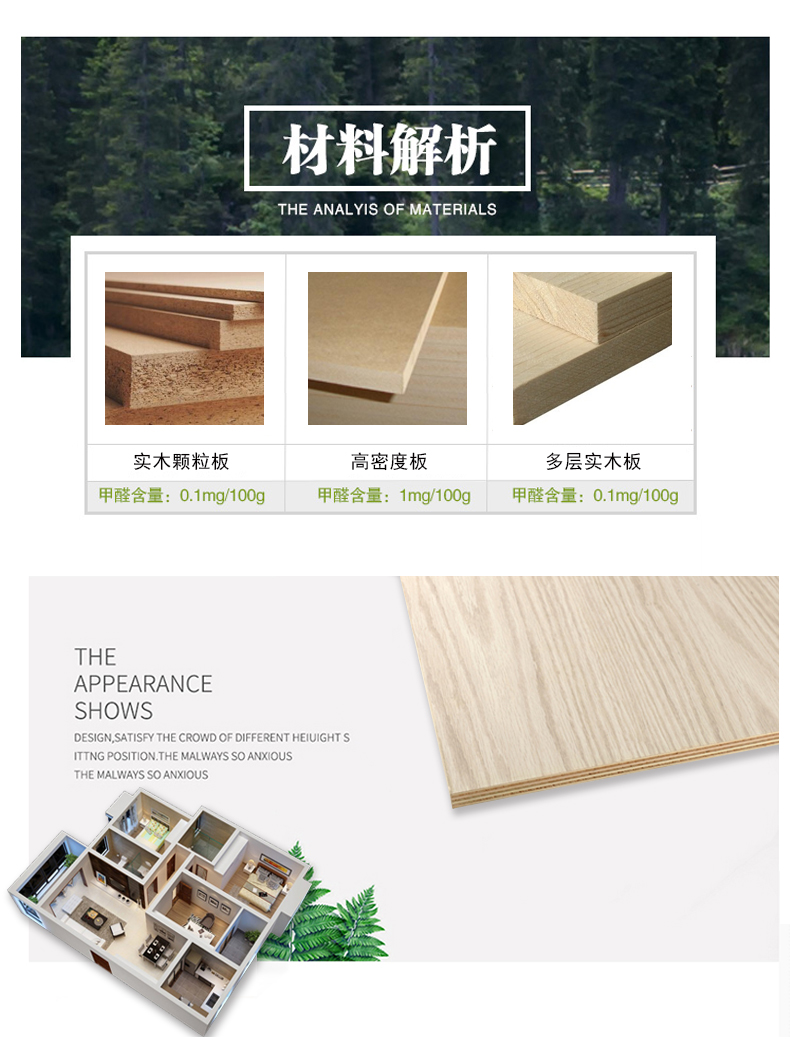 材料解析
THE ANALYIS OF MATERIALS
实木颗粒板
高密度板
多层实木板
甲醛含量：0.1mg/100g
甲醛含量：1mg/100g
甲醛含量：0.1mg/100g
THE
APPEARANCE
SHOWS
DESIGN,SATISFY THE CROWD OF DIFFERENT HEIUIGHT S
ITTNG POSITION.THE MALWAYS SO ANXIOUS
THE MALWAYS SO ANXIOUS